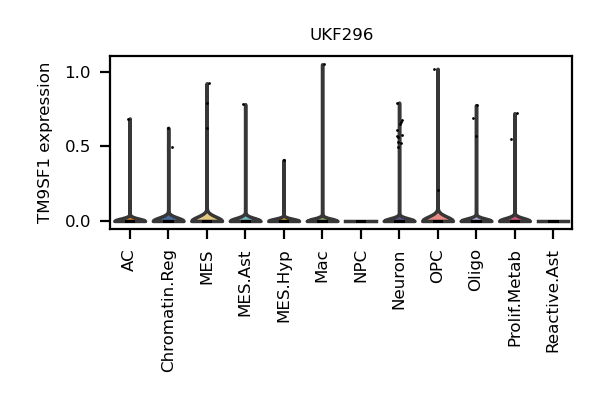 UKF296
TM9SF1 expression
1.0
0.5
0.0
AC
Chromatin.Reg
MES
MES.Ast
MES.Hyp
Mac
NPC
Neuron
OPC
Oligo
Prolif.Metab
Reactive.Ast